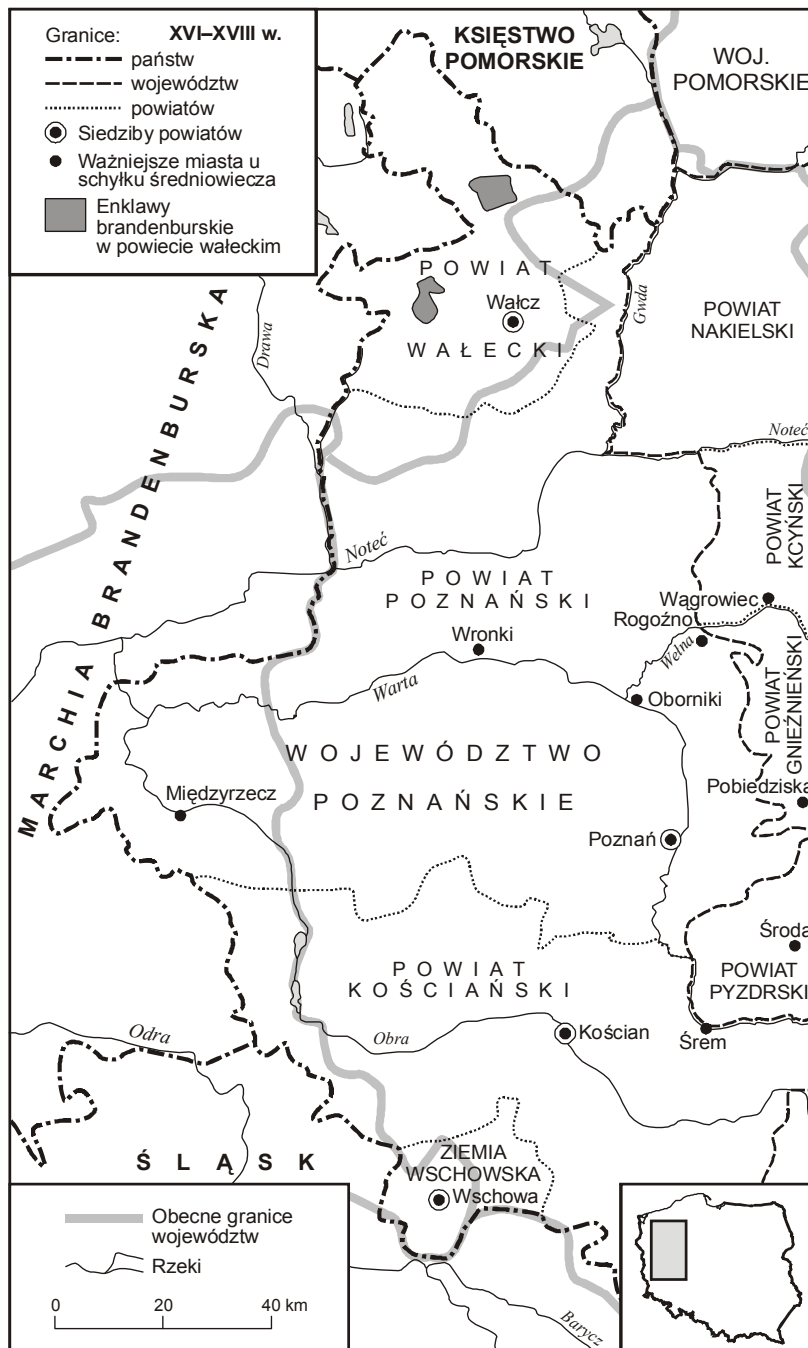 Granice: XVI–XVIII w.
państw
województw
powiatów
Siedziby powiatów
Ważniejsze miasta u
schyłku średniowiecza
Enklawy
brandenburskie
w powiecie wałeckim
KSIĘSTWO
POMORSKIE
WOJ.
POMORSKIE
POWIAT
Wałcz
WAŁECKI
Gwda
POWIAT
NAKIELSKI
Drawa
MARCHIA BRANDENBURSKA
Noteć
Noteć
POWIAT
KCYŃSKI
POWIAT
POZNAŃSKI
Wągrowiec
Rogoźno
Wronki
Wełna
Warta
Oborniki
POWIAT
GNIEŹNIEŃSKI
WOJEWÓDZTWO
POZNAŃSKIE
Międzyrzecz
Pobiedziska
Poznań
Środa
POWIAT
KOŚCIAŃSKI
POWIAT
PYZDRSKI
Odra
Obra
Kościan
Śrem
ŚLĄSK
ZIEMIA
WSCHOWSKA
Wschowa
Obecne granice
województw
Rzeki
0 20 40 km
Barycz